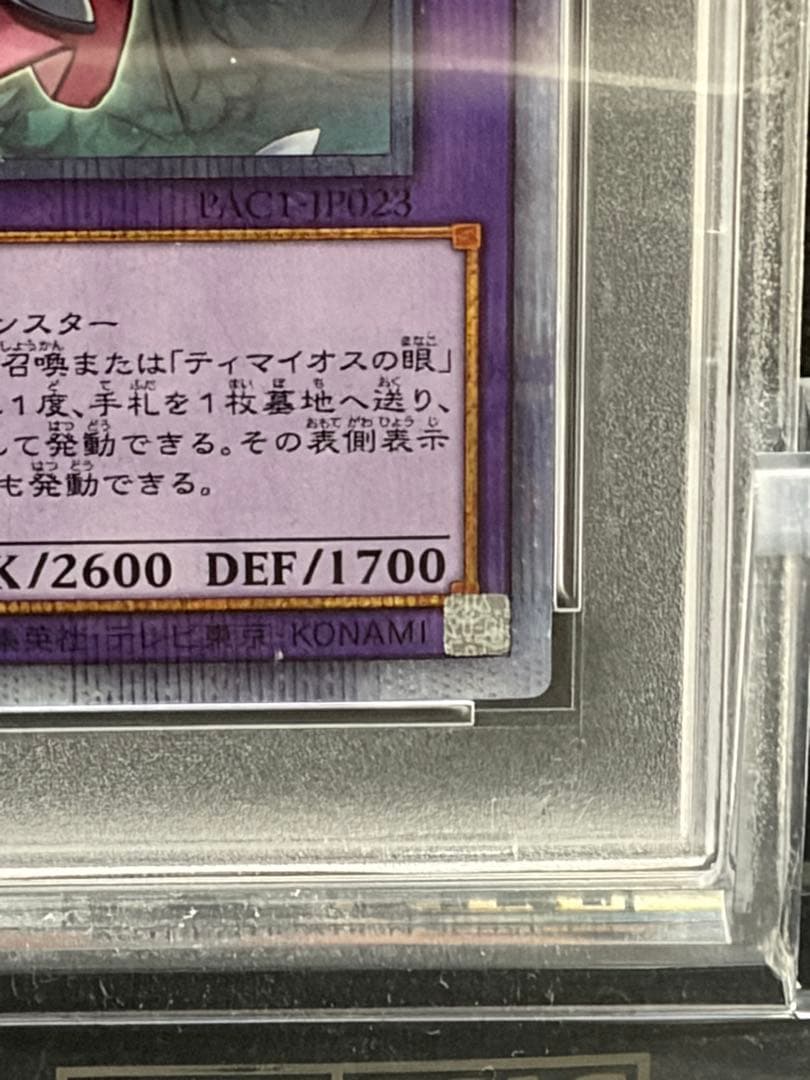 PAC1-JP023
ンスター
召喚または「ティマイオスの眼」
1度、手札を1枚墓地へ送り、
して発動できる。その表側表示
も発動できる。
K/2600 DEF/1700
集英社・テレビ東京・KONAMI